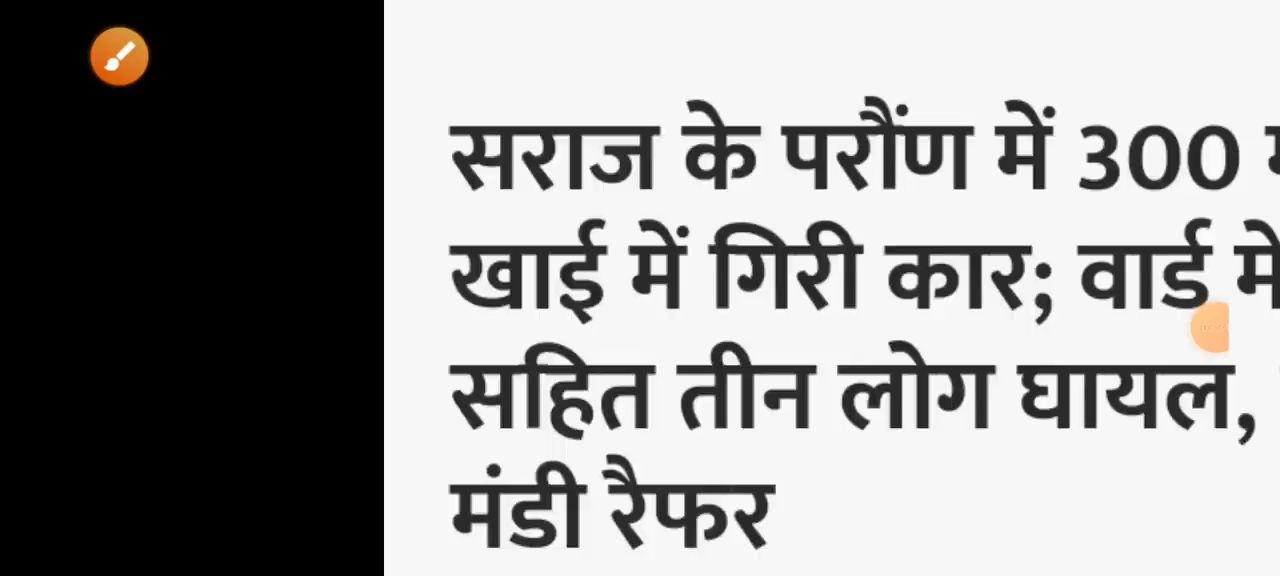 सराज के परौंण में 300
खाई में गिरी कार; वार्ड
सहित तीन लोग घायल,
मंडी रैफर